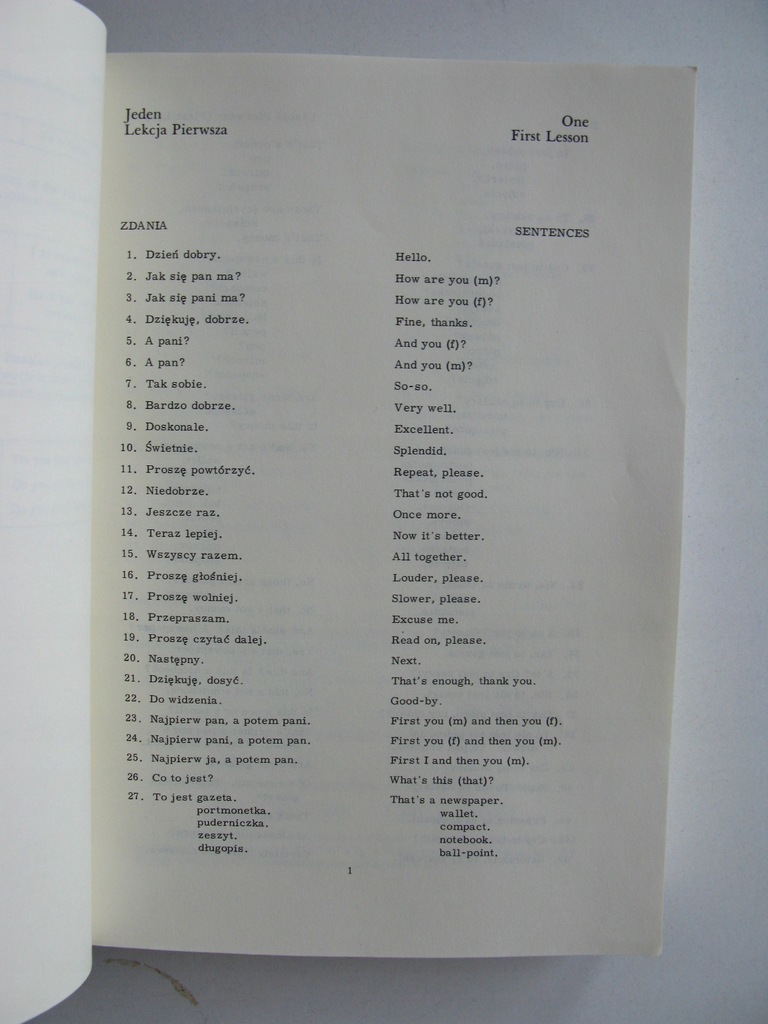 Jeden
Lekcja Pierwsza
One
First Lesson
ZDANIA
SENTENCES
1. Dzień dobry. Hello.
2. Jak się pan ma? How are you (m)?
3. Jak się pani ma? How are you (f)?
4. Dziękuję, dobrze. Fine, thanks.
5. A pani? And you (f)?
6. A pan? And you (m)?
7. Tak sobie. So-so.
8. Bardzo dobrze. Very well.
9. Doskonale. Excellent.
10. Świetnie. Splendid.
11. Proszę powtórzyć. Repeat, please.
12. Niedobrze. That's not good.
13. Jeszcze raz. Once more.
14. Teraz lepiej. Now it's better.
15. Wszyscy razem. All together.
16. Proszę głośniej. Louder, please.
17. Proszę wolniej. Slower, please.
18. Przepraszam. Excuse me.
19. Proszę czytać dalej. Read on, please.
20. Następny. Next.
21. Dziękuję, dosyć. That's enough, thank you.
22. Do widzenia. Good-by.
23. Najpierw pan, a potem pani. First you (m) and then you (f).
24. Najpierw pani, a potem pan. First you (f) and then you (m).
25. Najpierw ja, a potem pan. First I and then you (m).
26. Co to jest? What's this (that)?
27. To jest gazeta. That's a newspaper.
portmonetka. wallet.
puderniczka. compact.
zeszyt. notebook.
długopis. ball-point.
1